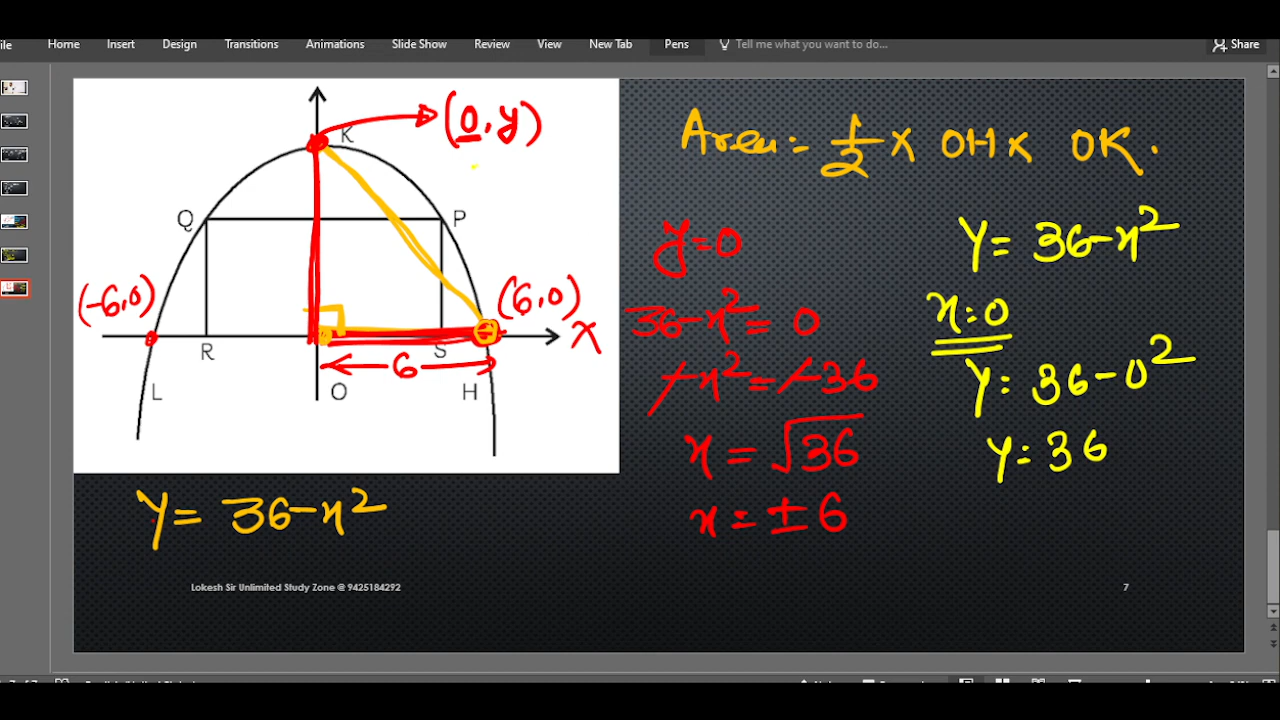 File Home Insert Design Transitions Animations Slide Show Review View New Tab Pens Tell me what you want to do... Share
K
(0, y)
Q
P
(-6,0)
(6,0)
X
R
S
6
L
O
H
Y = 36-x²
Area = 1/2 x OH x OK.
y=0
36-x² = 0
-x² = -36
x = √36
x = ± 6
Y = 36-x²
x=0
y = 36-0²
y = 36
Lokesh Sir Unlimited Study Zone @ 9425184292
7